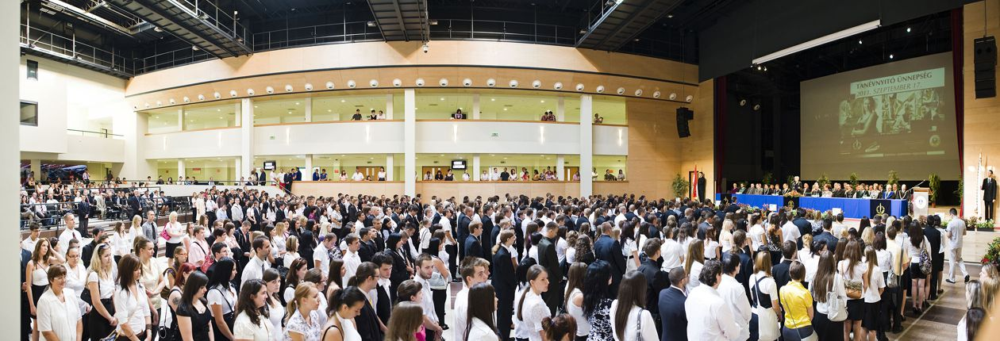 TANÉVNYITÓ ÜNNEPSÉG
2011. SZEPTEMBER 17.